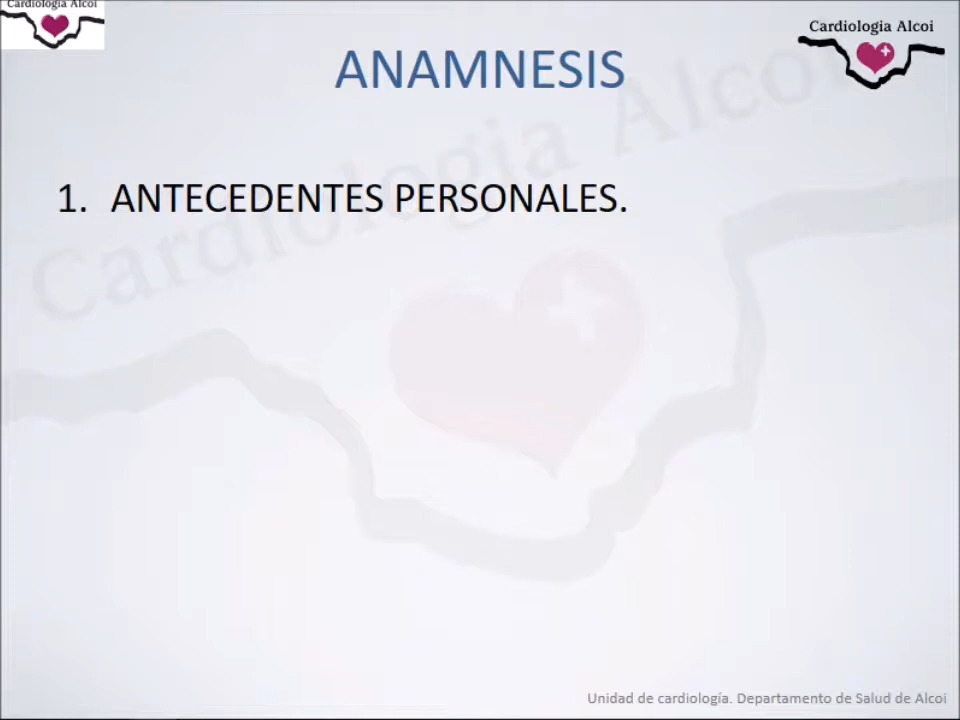 Cardiologia Alcoi
Cardiologia Alcoi
ANAMNESIS
Cardiologia Alcoi
1. ANTECEDENTES PERSONALES.
Unidad de cardiología. Departamento de Salud de Alcoi